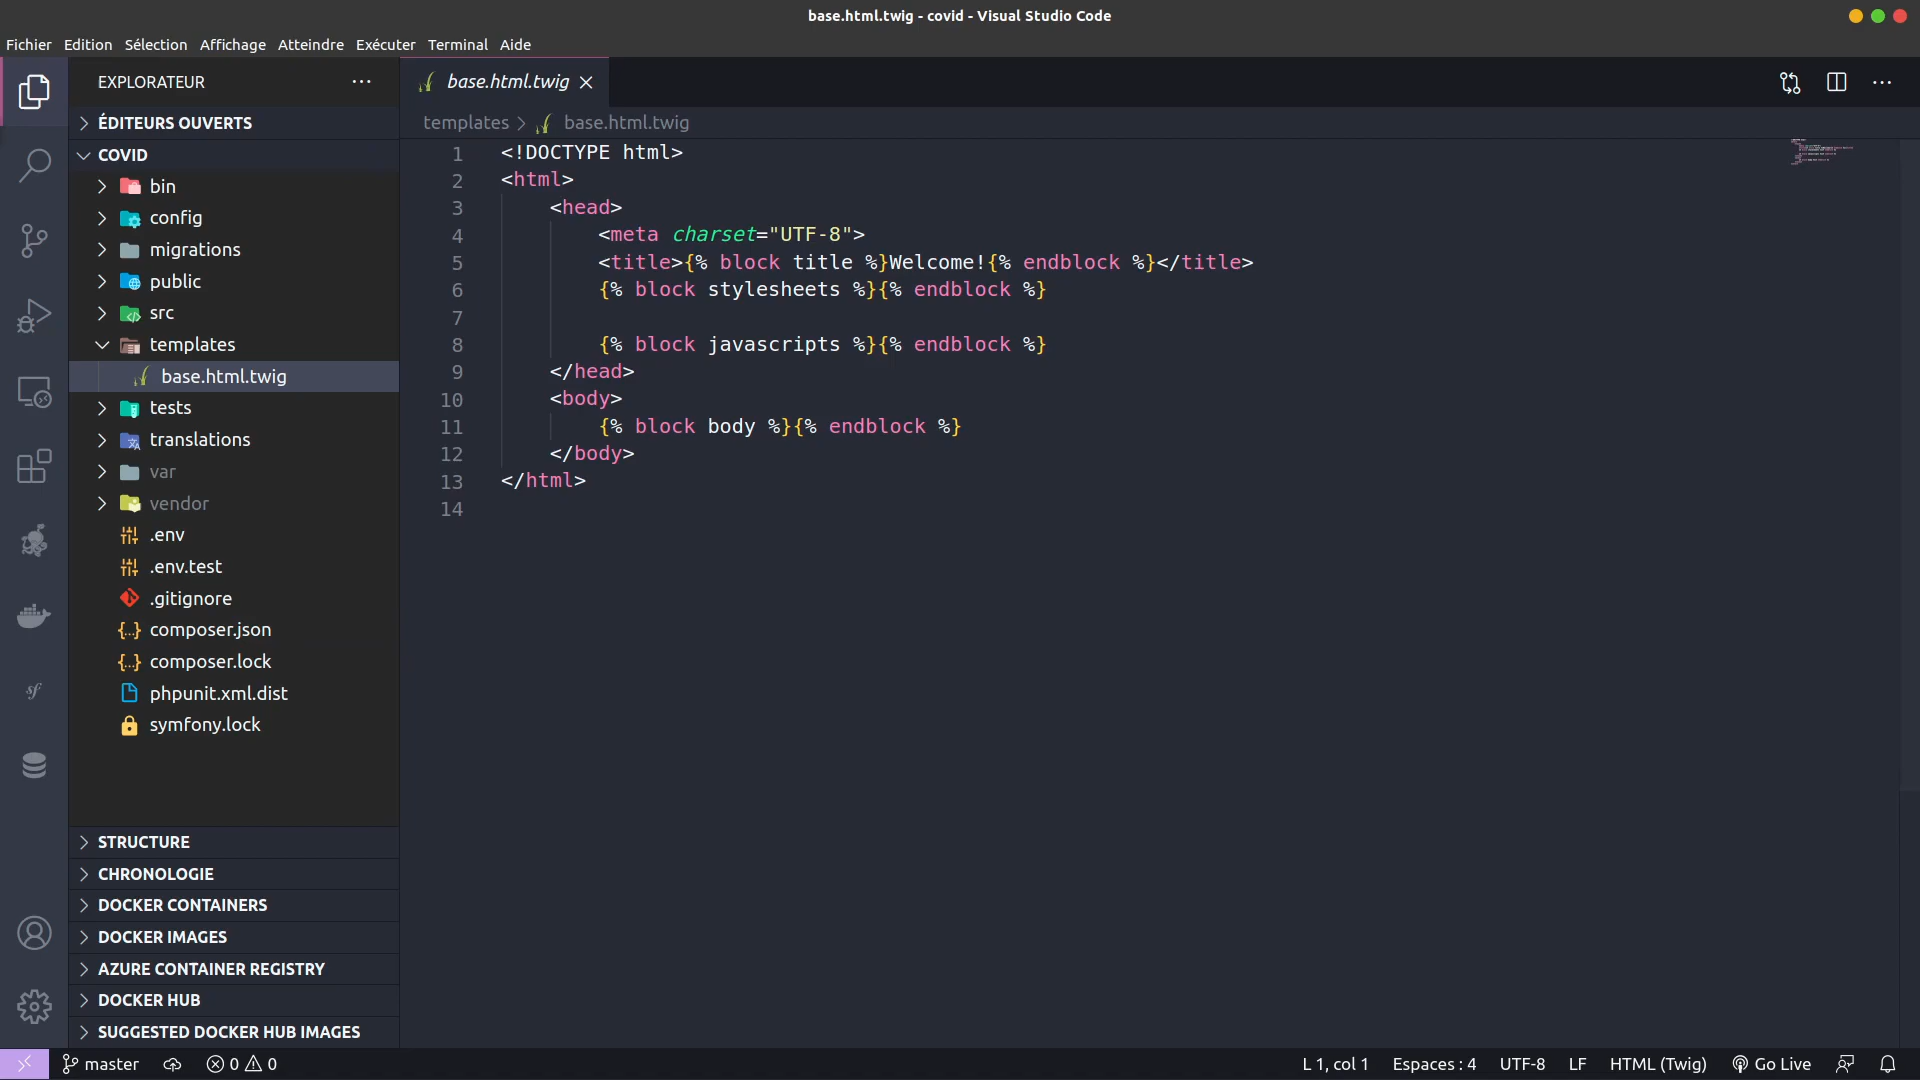 base.html.twig - covid - Visual Studio Code
Fichier Edition Sélection Affichage Atteindre Exécuter Terminal Aide
EXPLORATEUR
ÉDITEURS OUVERTS
COVID
bin
config
migrations
public
src
templates
base.html.twig
tests
translations
var
vendor
.env
.env.test
.gitignore
composer.json
composer.lock
phpunit.xml.dist
symfony.lock
STRUCTURE
CHRONOLOGIE
DOCKER CONTAINERS
DOCKER IMAGES
AZURE CONTAINER REGISTRY
DOCKER HUB
SUGGESTED DOCKER HUB IMAGES
base.html.twig
templates > base.html.twig
1 <!DOCTYPE html>
2 <html>
3     <head>
4         <meta charset="UTF-8">
5         <title>{% block title %}Welcome!{% endblock %}</title>
6         {% block stylesheets %}{% endblock %}
7
8         {% block javascripts %}{% endblock %}
9     </head>
10     <body>
11         {% block body %}{% endblock %}
12     </body>
13 </html>
14
master 0 0 L 1, col 1 Espaces : 4 UTF-8 LF HTML (Twig) Go Live